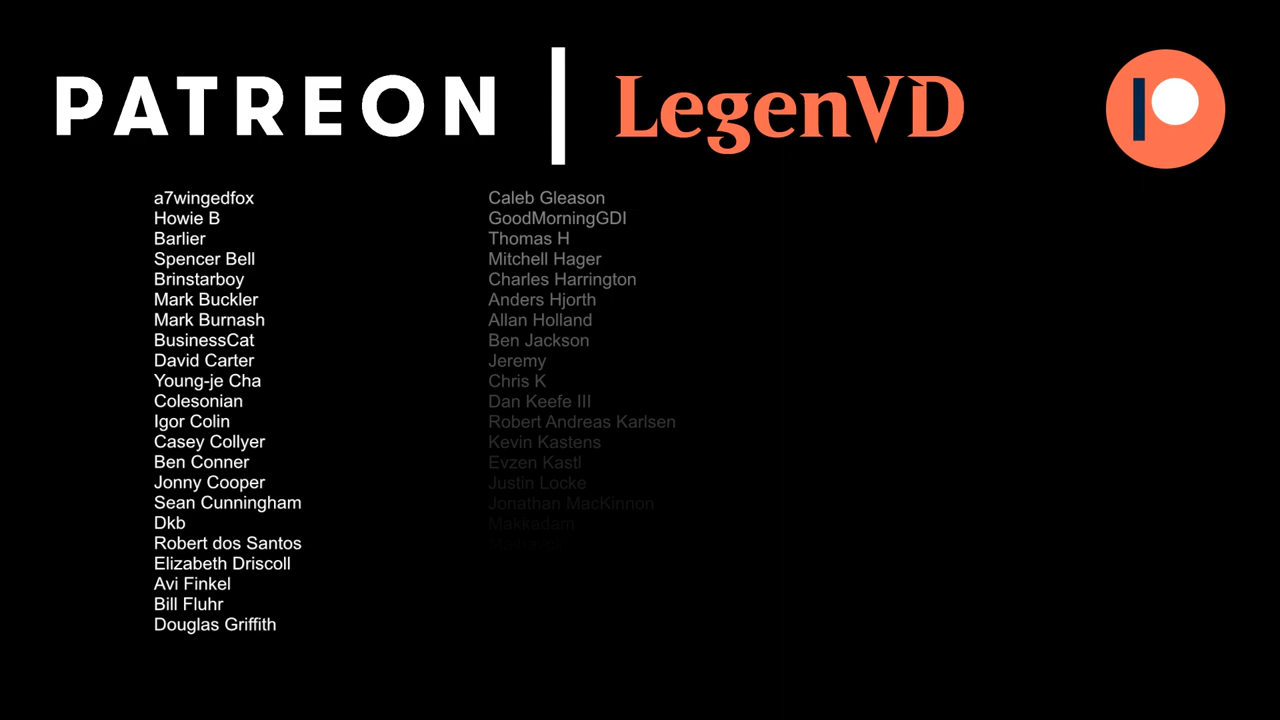 PATREON | LegenVD
a7wingedfox
Howie B
Barlier
Spencer Bell
Brinstarboy
Mark Buckler
Mark Burnash
BusinessCat
David Carter
Young-je Cha
Colesonian
Igor Colin
Casey Collyer
Ben Conner
Jonny Cooper
Sean Cunningham
Dkb
Robert dos Santos
Elizabeth Driscoll
Avi Finkel
Bill Fluhr
Douglas Griffith
Caleb Gleason
GoodMorningGDI
Thomas H
Mitchell Hager
Charles Harrington
Anders Hjorth
Allan Holland
Ben Jackson
Jeremy
Chris K
Dan Keefe III
Robert Andreas Karlsen
Kevin Kastens
Evzen Kastl
Justin Locke
Jonathan MacKinnon
Makkadam